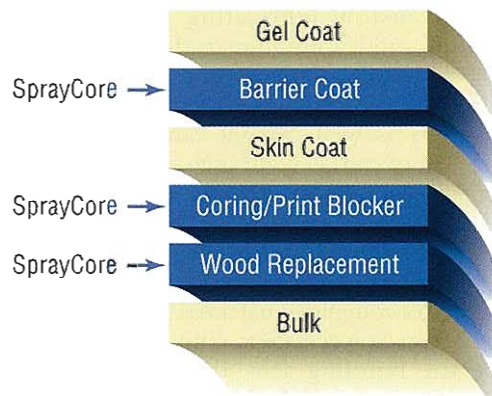 Gel Coat
SprayCore Barrier Coat
Skin Coat
SprayCore Coring/Print Blocker
SprayCore Wood Replacement
Bulk